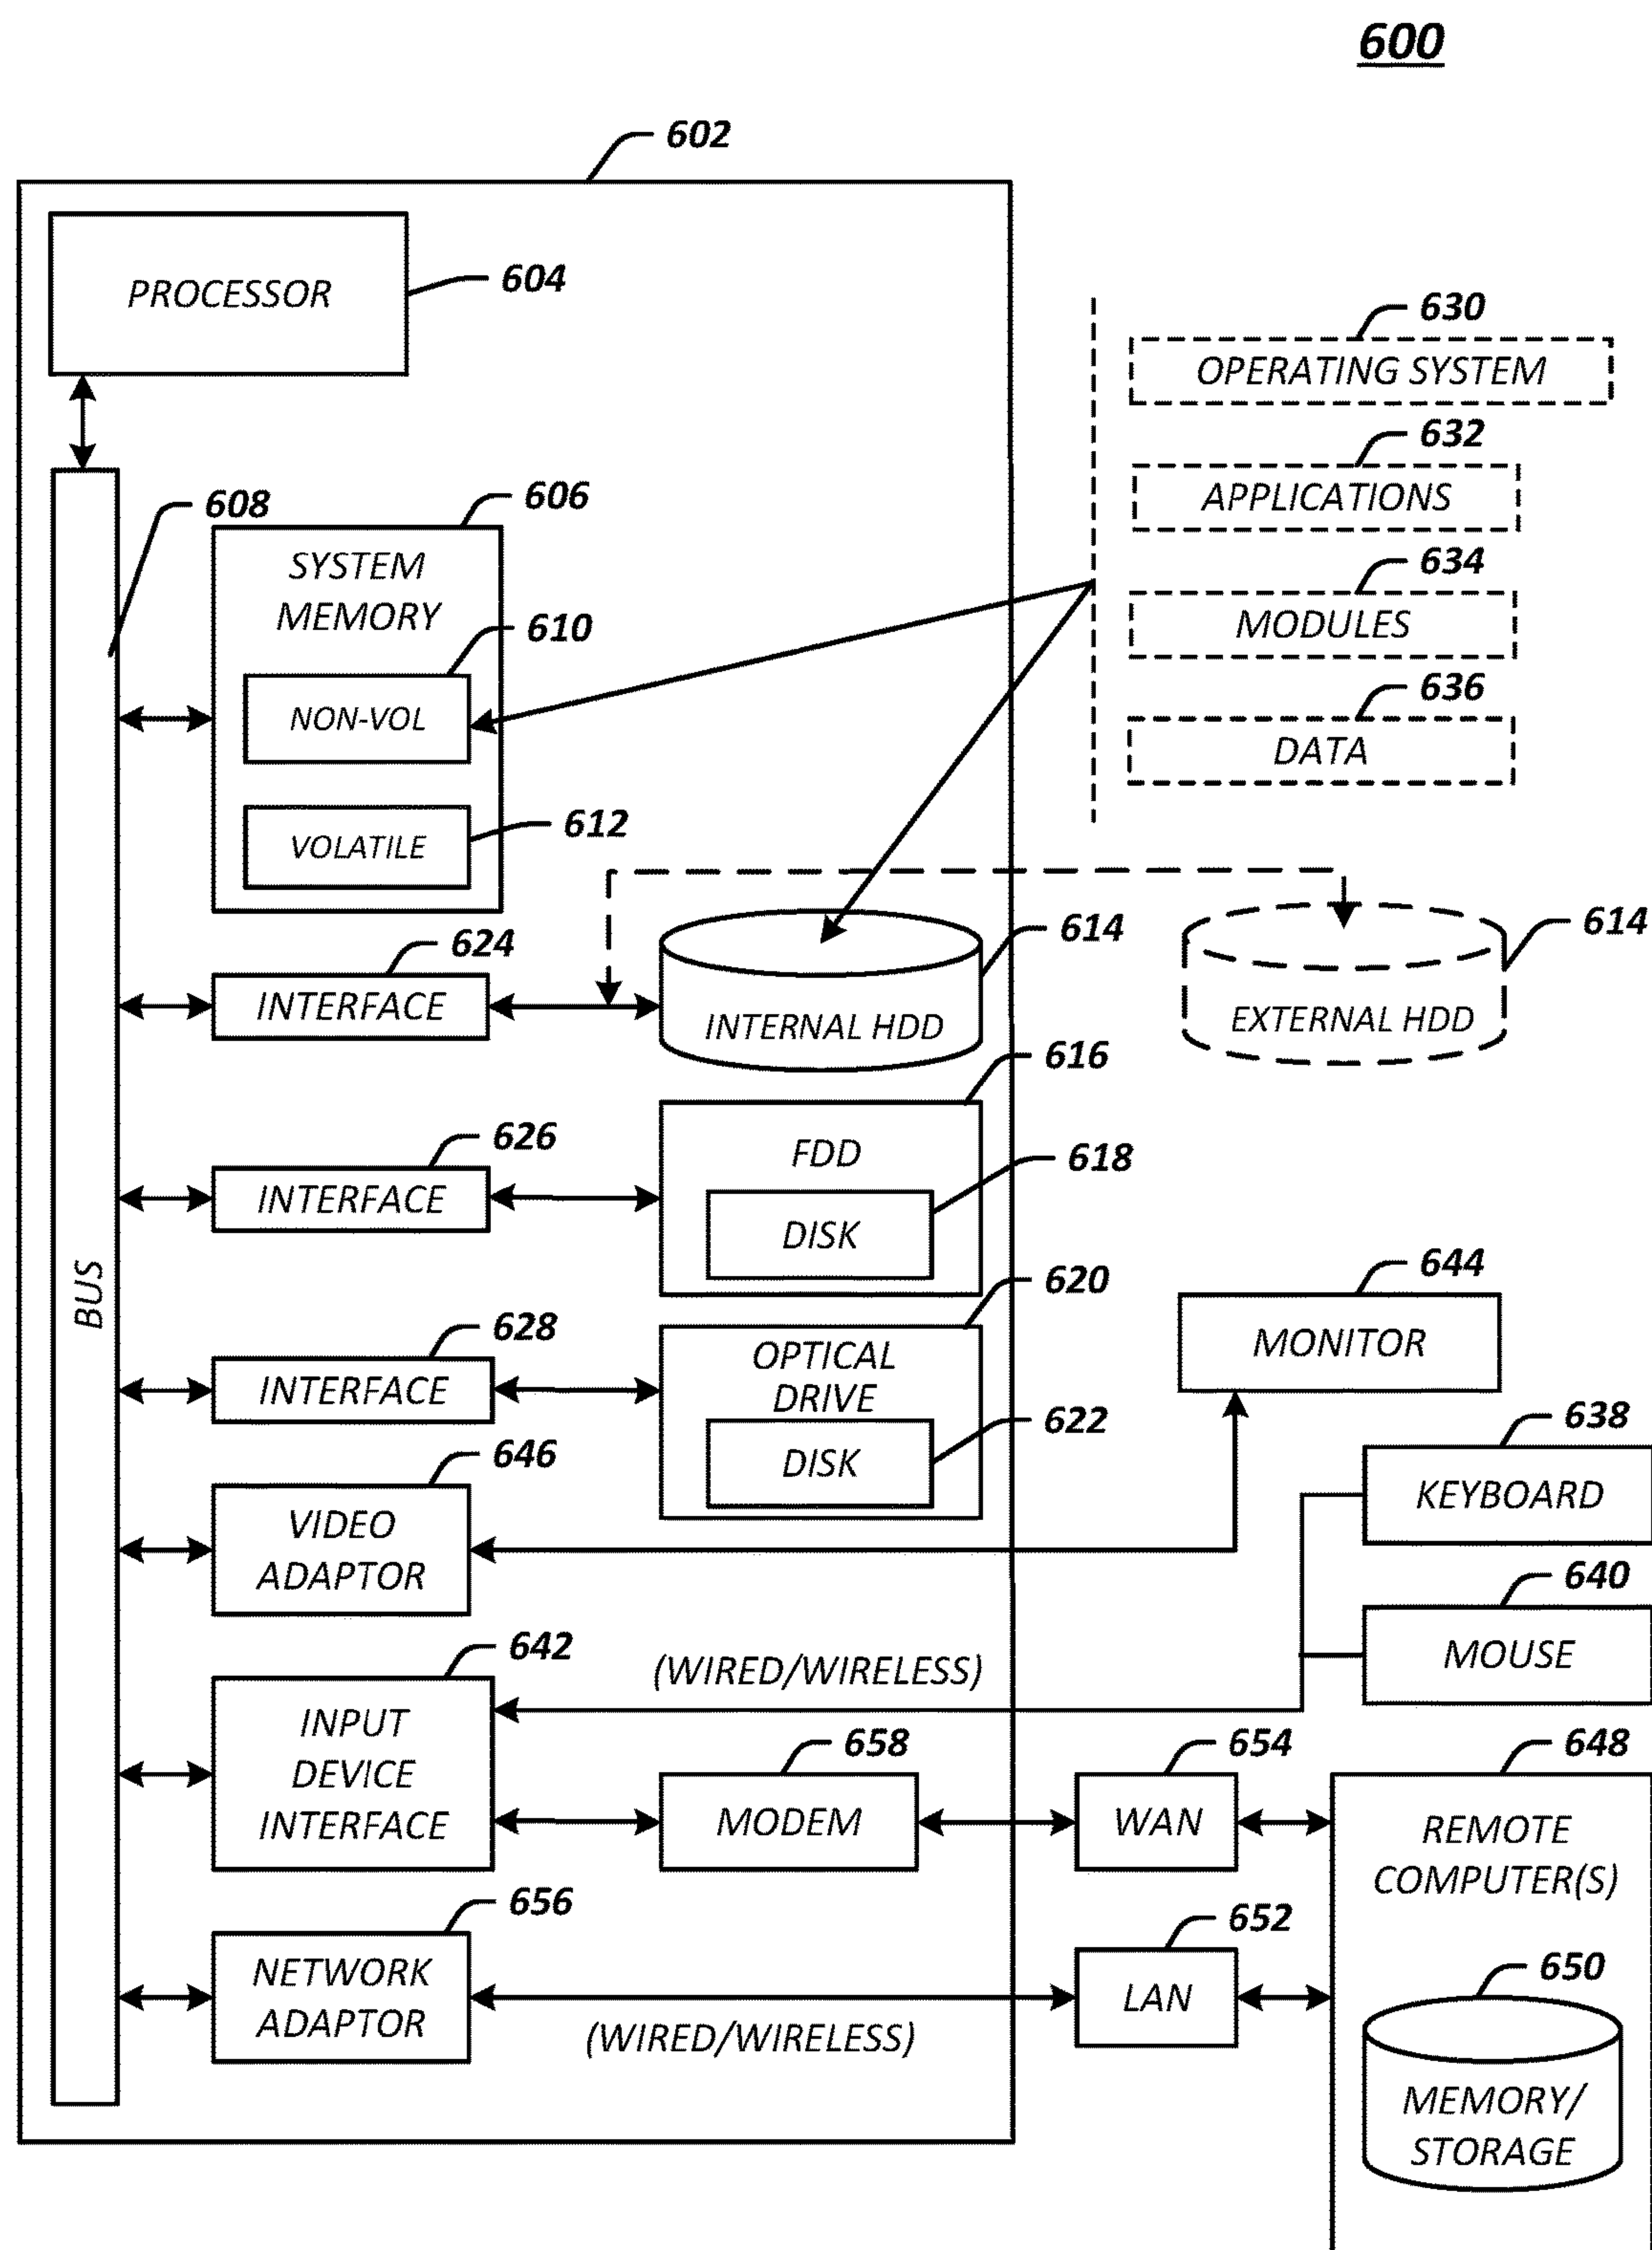 600
602
PROCESSOR
604
630
OPERATING SYSTEM
632
APPLICATIONS
634
MODULES
636
DATA
608
606
SYSTEM
MEMORY
610
NON-VOL
612
VOLATILE
624
INTERFACE
614
INTERNAL HDD
614
EXTERNAL HDD
616
626
INTERFACE
FDD
618
DISK
BUS
620
628
INTERFACE
OPTICAL
DRIVE
622
DISK
644
MONITOR
638
KEYBOARD
646
VIDEO
ADAPTOR
640
MOUSE
642
INPUT
DEVICE
INTERFACE
(WIRED/WIRELESS)
658
MODEM
654
WAN
648
REMOTE
COMPUTER(S)
656
NETWORK
ADAPTOR
(WIRED/WIRELESS)
652
LAN
650
MEMORY/
STORAGE